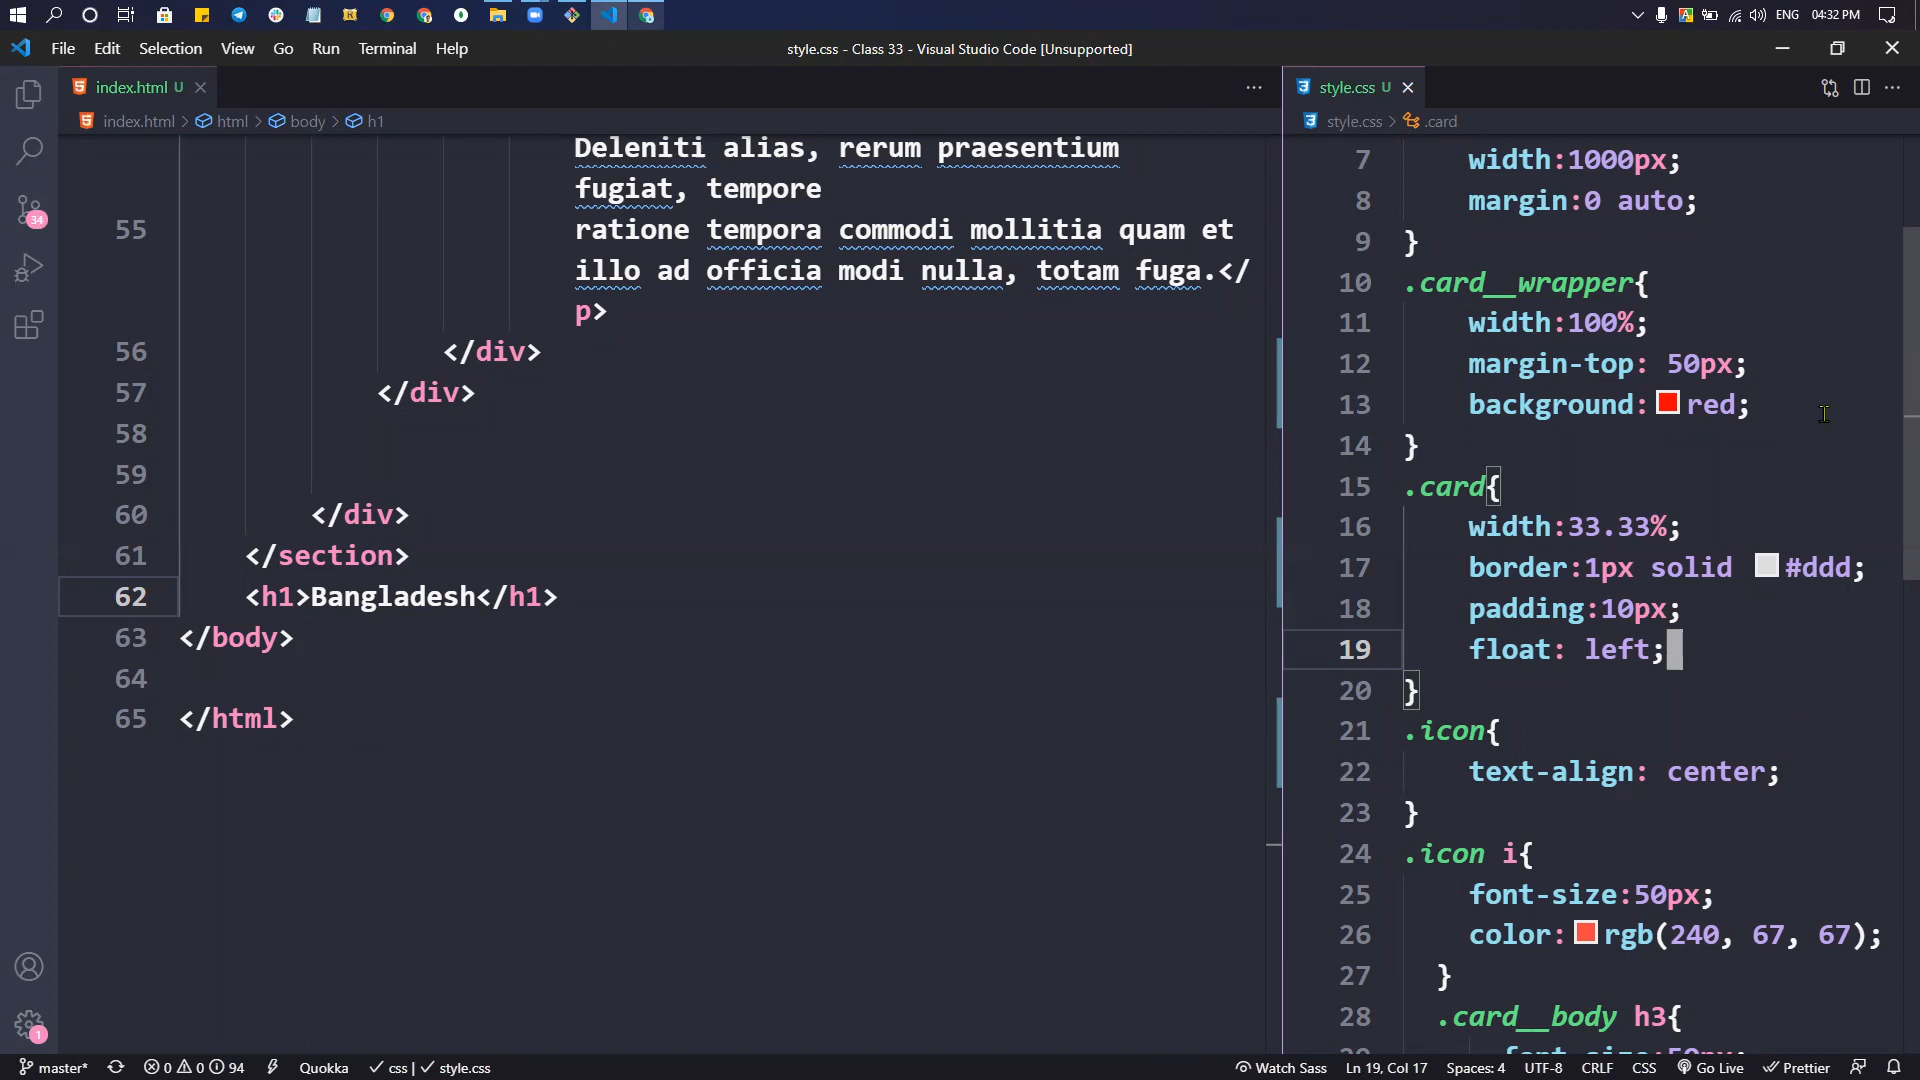 ENG
04:32 PM
File Edit Selection View Go Run Terminal Help
style.css - Class 33 - Visual Studio Code [Unsupported]
index.html U
index.html > html > body > h1
Deleniti alias, rerum praesentium
fugiat, tempore
55 ratione tempora commodi mollitia quam et
illo ad officia modi nulla, totam fuga.</
p>
56 </div>
57 </div>
58
59
60 </div>
61 </section>
62 <h1>Bangladesh</h1>
63 </body>
64
65 </html>
style.css U
style.css > .card
7 width:1000px;
8 margin:0 auto;
9 }
10 .card__wrapper{
11 width:100%;
12 margin-top: 50px;
13 background: red;
14 }
15 .card{
16 width:33.33%;
17 border:1px solid #ddd;
18 padding:10px;
19 float: left;
20 }
21 .icon{
22 text-align: center;
23 }
24 .icon i{
25 font-size:50px;
26 color: rgb(240, 67, 67);
27 }
28 .card__body h3{
34
1
master* 0 0 94 Quokka css | style.css
Watch Sass Ln 19, Col 17 Spaces: 4 UTF-8 CRLF CSS Go Live Prettier